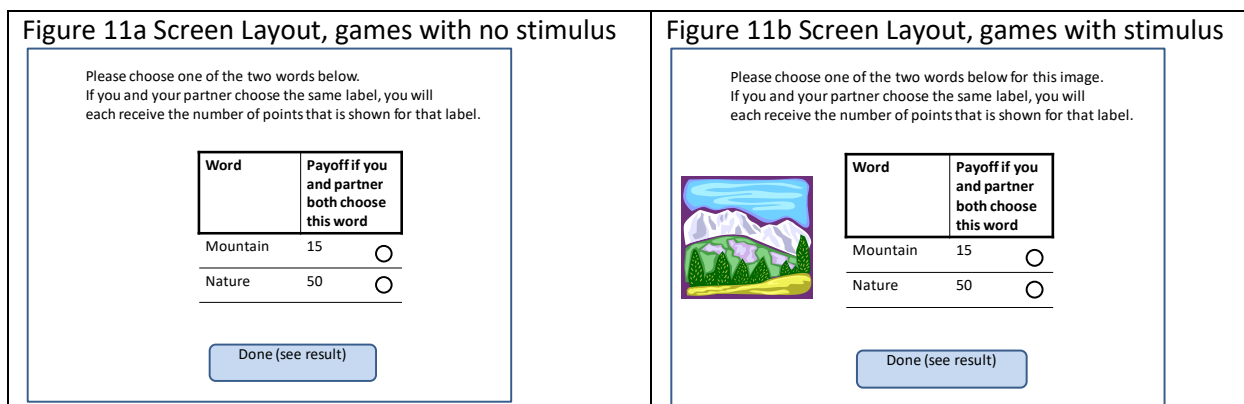 Figure 11a Screen Layout, games with no stimulus
Please choose one of the two words below.
If you and your partner choose the same label, you will
each receive the number of points that is shown for that label.
Word
Payoff if you
and partner
both choose
this word
Mountain 15
Nature 50
Done (see result)
Figure 11b Screen Layout, games with stimulus
Please choose one of the two words below for this image.
If you and your partner choose the same label, you will
each receive the number of points that is shown for that label.
Word
Payoff if you
and partner
both choose
this word
Mountain 15
Nature 50
Done (see result)